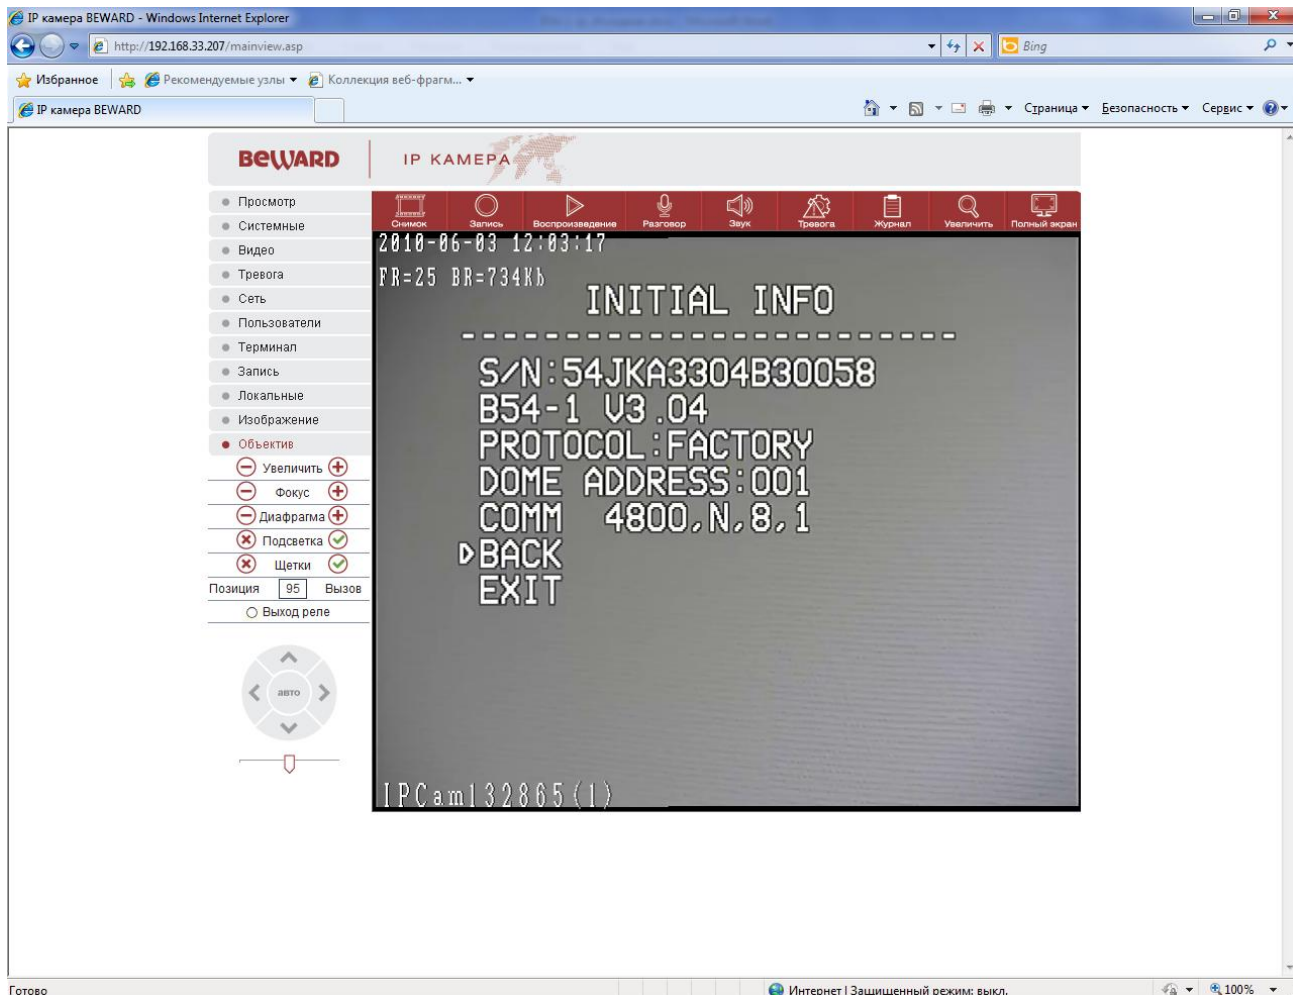 IP камера BEWARD - Windows Internet Explorer
http://192.168.33.207/mainview.asp
Bing
Избранное
Рекомендуемые узлы
Коллекция веб-фрагм...
IP камера BEWARD
Страница
Безопасность
Сервис
BEWARD
IP КАМЕРА
Просмотр
Системные
Видео
Тревога
Сеть
Пользователи
Терминал
Запись
Локальные
Изображение
Объектив
Увеличить
Фокус
Диафрагма
Подсветка
Щетки
Позиция 95 Вызов
Выход реле
авто
Снимок
Запись
Воспроизведение
Разговор
Звук
Тревога
Журнал
Увеличить
Полный экран
2010-06-03 12:03:17
FR=25 BR=734Kb
INITIAL INFO
------------------------
S/N:54JKA3304B30058
B54-1 V3.04
PROTOCOL:FACTORY
DOME ADDRESS:001
COMM 4800,N,8,1
BACK
EXIT
IPCam132865(1)
Готово
Интернет | Защищенный режим: выкл.
100%